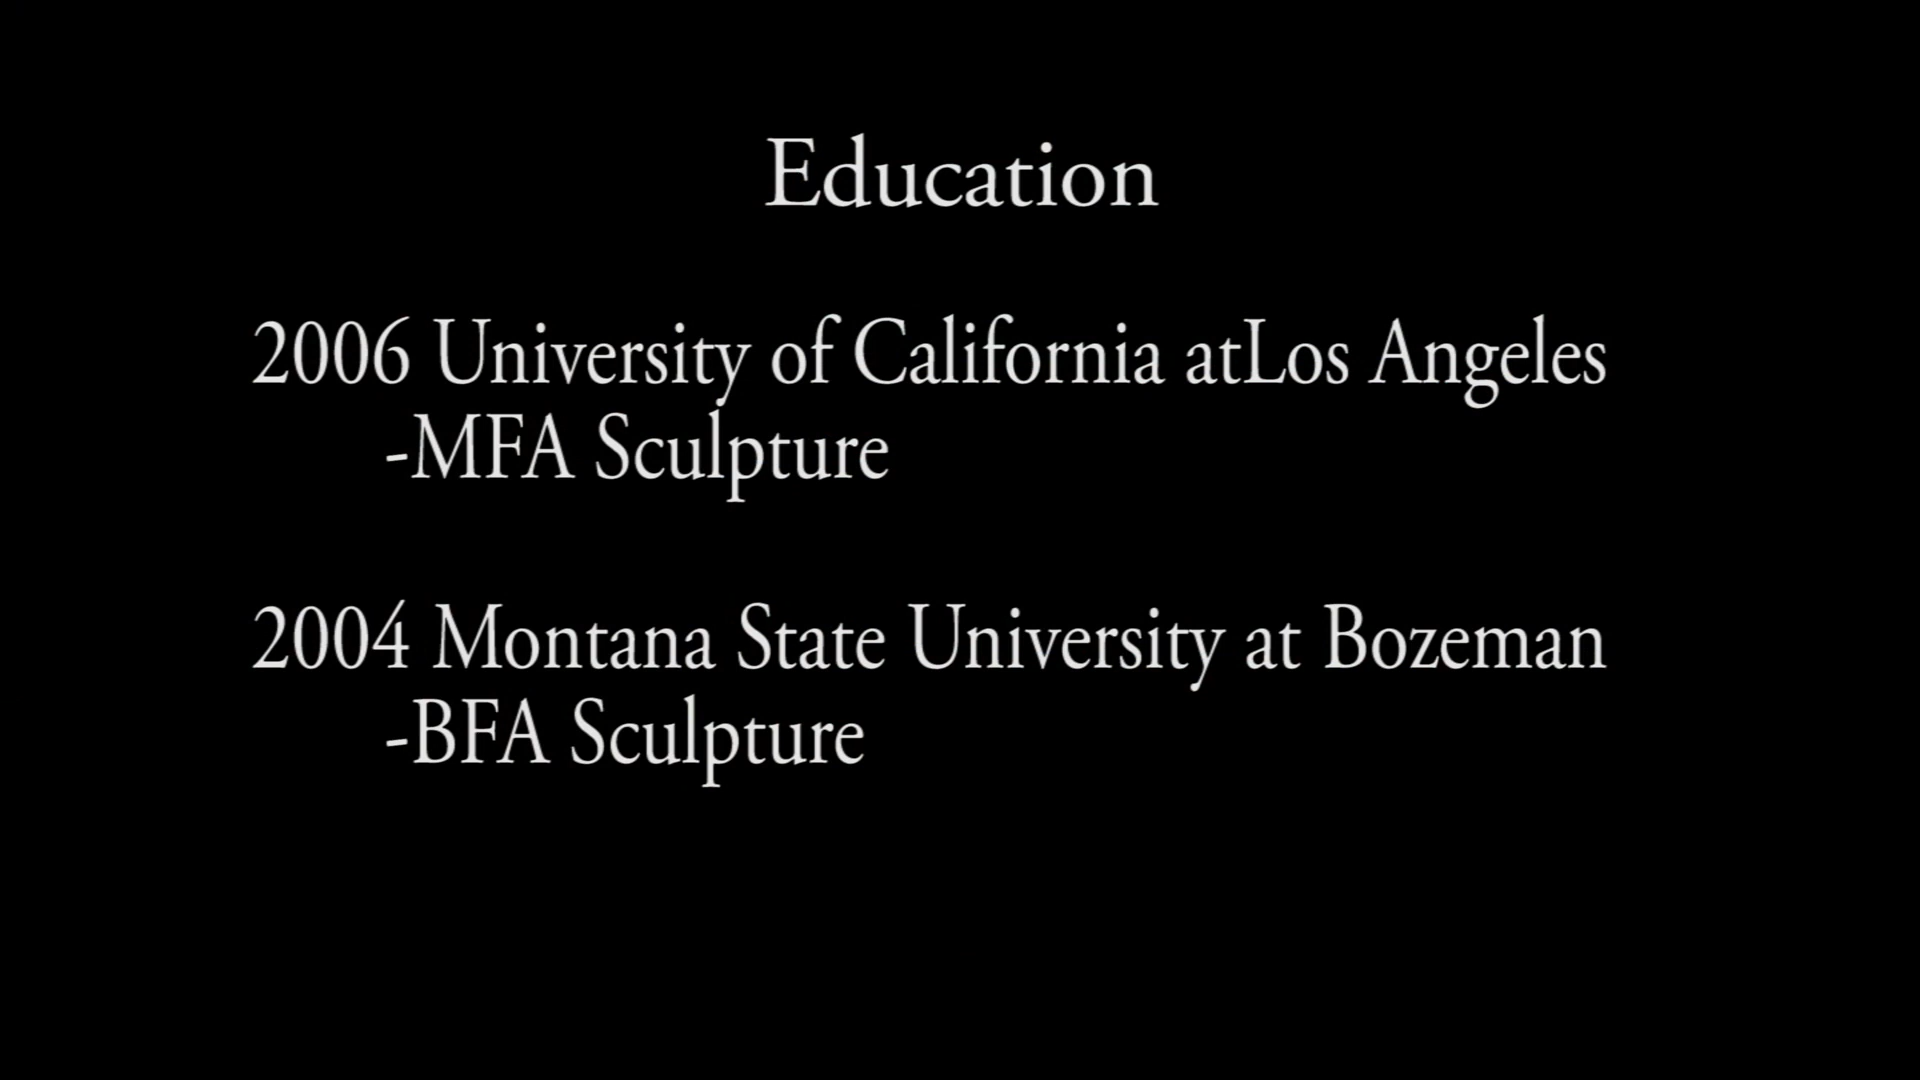 Education
2006 University of California atLos Angeles
-MFA Sculpture
2004 Montana State University at Bozeman
-BFA Sculpture